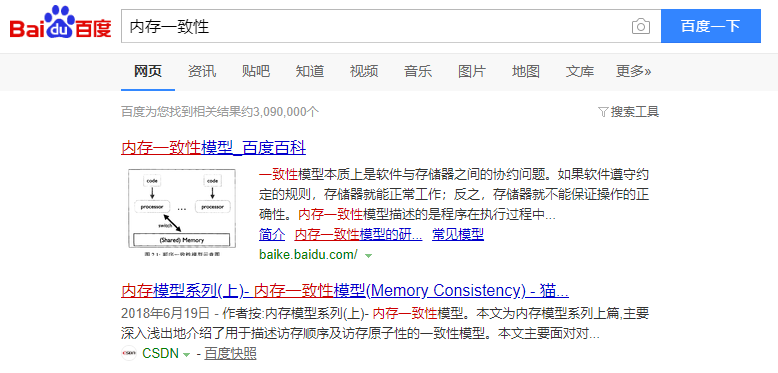 Bai du 百度
内存一致性
百度一下
网页 资讯 贴吧 知道 视频 音乐 图片 地图 文库 更多»
百度为您找到相关结果约3,090,000个
搜索工具
内存一致性模型_百度百科
code code
processor ... processor
switch
(Shared) Memory
一致性模型本质上是软件与存储器之间的协约问题。如果软件遵守约
定的规则，存储器就能正常工作；反之，存储器就不能保证操作的正
确性。内存一致性模型描述的是程序在执行过程中...
简介 内存一致性模型的研... 常见模型
baike.baidu.com/
内存模型系列(上)- 内存一致性模型(Memory Consistency) - 猫...
2018年6月19日 - 作者按:内存模型系列(上)- 内存一致性模型。本文为内存模型系列上篇,主要
深入浅出地介绍了用于描述访存顺序及访存原子性的一致性模型。本文主要面对对...
CSDN - 百度快照